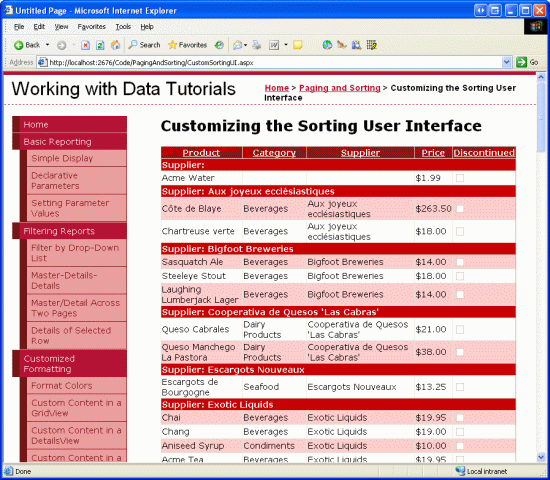 Untitled Page - Microsoft Internet Explorer
File Edit View Favorites Tools Help
Back Search Favorites
Address http://localhost:2676/Code/PagingAndSorting/CustomSortingUI.aspx Go
Working with Data Tutorials
Home > Paging and Sorting > Customizing the Sorting User
Interface
Home
Basic Reporting
Simple Display
Declarative
Parameters
Setting Parameter
Values
Filtering Reports
Filter by Drop-Down
List
Master-Details-
Details
Master/Detail Across
Two Pages
Details of Selected
Row
Customized
Formatting
Format Colors
Custom Content in a
GridView
Custom Content in a
DetailsView
Custom Content in a
Customizing the Sorting User Interface
Product Category Supplier Price Discontinued
Supplier:
Acme Water $1.99
Supplier: Aux joyeux ecclésiastiques
Côte de Blaye Beverages Aux joyeux
ecclésiastiques $263.50
Chartreuse verte Beverages Aux joyeux
ecclésiastiques $18.00
Supplier: Bigfoot Breweries
Sasquatch Ale Beverages Bigfoot Breweries $14.00
Steeleye Stout Beverages Bigfoot Breweries $18.00
Laughing
Lumberjack Lager Beverages Bigfoot Breweries $14.00
Supplier: Cooperativa de Quesos 'Las Cabras'
Queso Cabrales Dairy
Products Cooperativa de Quesos
'Las Cabras' $21.00
Queso Manchego
La Pastora Dairy
Products Cooperativa de Quesos
'Las Cabras' $38.00
Supplier: Escargots Nouveaux
Escargots de
Bourgogne Seafood Escargots Nouveaux $13.25
Supplier: Exotic Liquids
Chai Beverages Exotic Liquids $19.95
Chang Beverages Exotic Liquids $19.00
Aniseed Syrup Condiments Exotic Liquids $10.00
Acme Tea Beverages Exotic Liquids $19.95
Done Local intranet